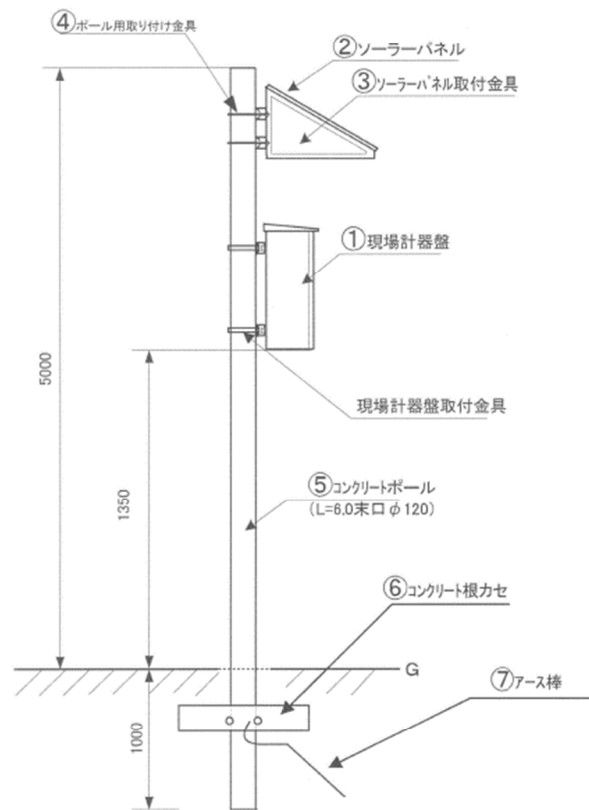 ④ポール用取り付け金具
②ソーラーパネル
③ソーラーパネル取付金具
①現場計器盤
5000
現場計器盤取付金具
1350
⑤コンクリートポール
(L=6.0末口φ120)
⑥コンクリート根カセ
G
⑦アース棒
1000